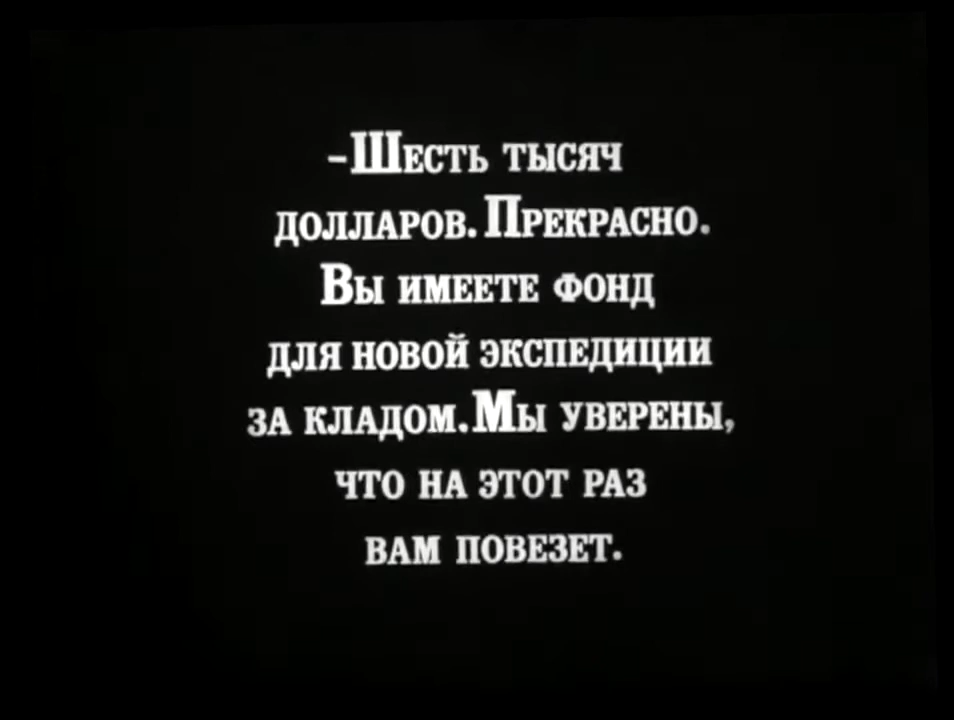 -Шесть тысяч
долларов. Прекрасно.
Вы имеете фонд
для новой экспедиции
за кладом. Мы уверены,
что на этот раз
вам повезет.